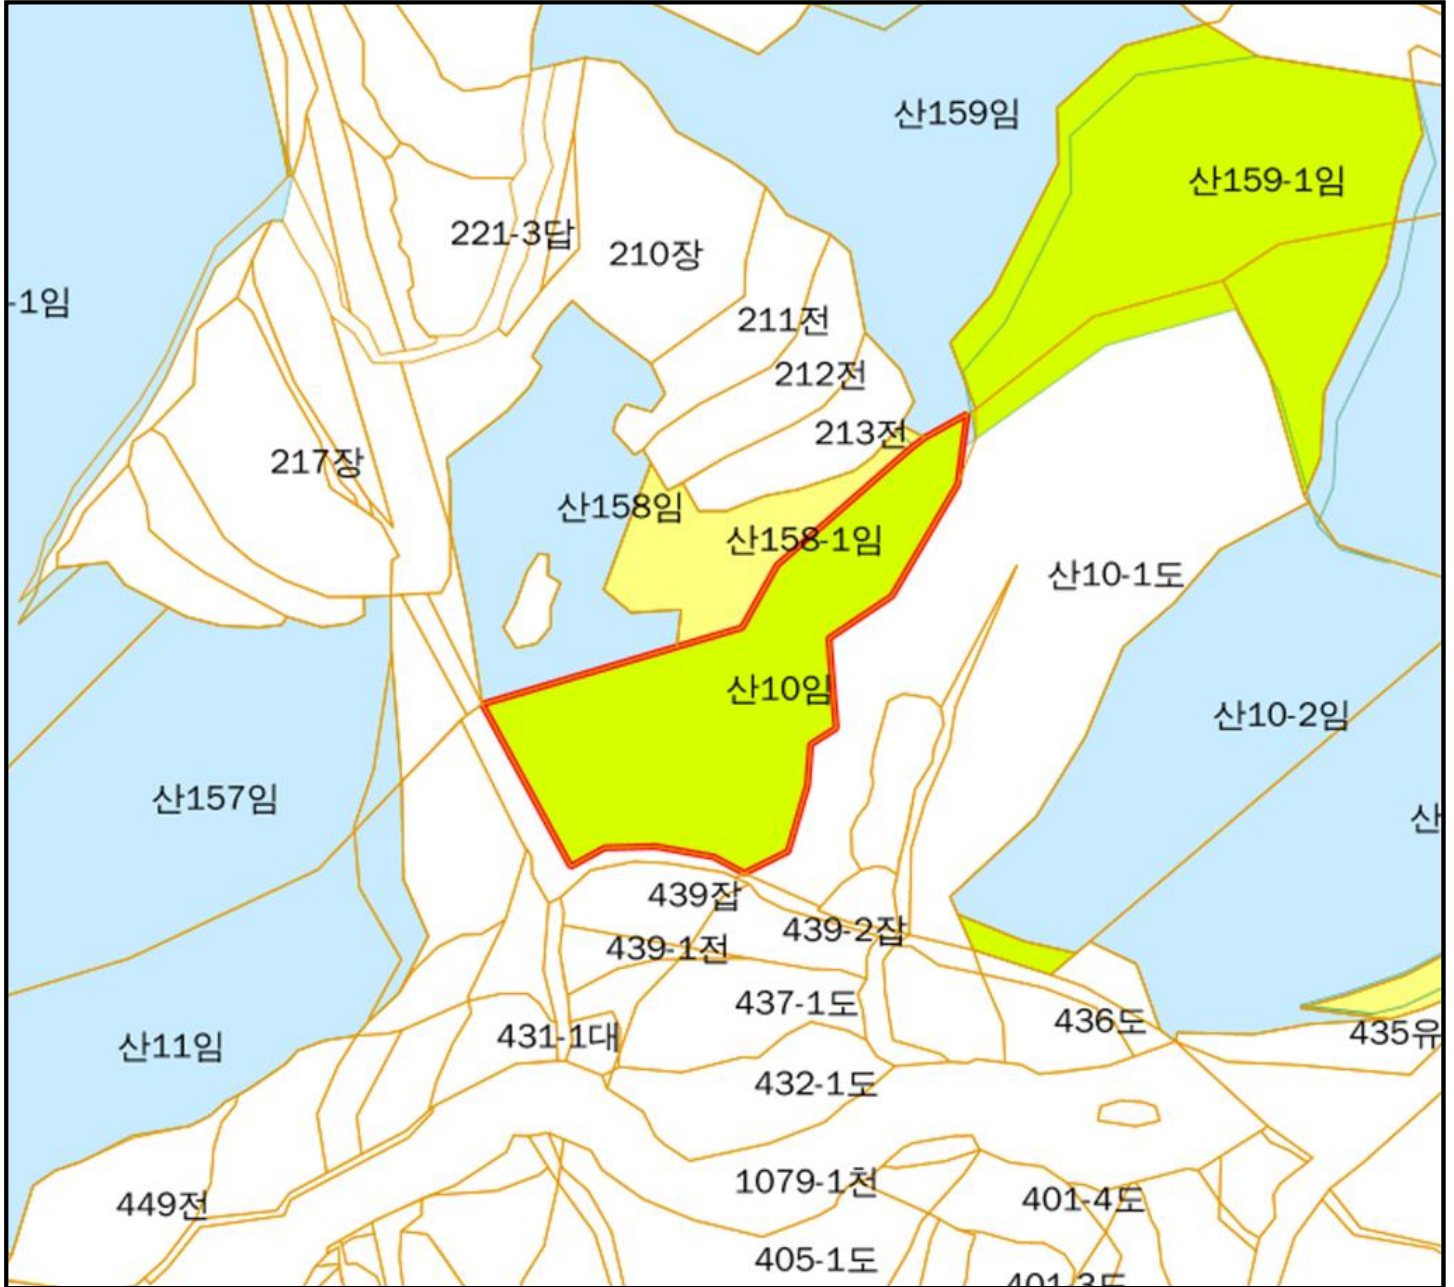 산159임
산159-1임
221-3답
210장
-1임
211전
212전
213전
217장
산158임
산158-1임
산10-1도
산10임
산10-2임
산157임
산
439잡
439-2잡
439-1전
437-1도
436도
431-1대
435유
산11임
432-1도
1079-1천
401-4도
449전
405-1도
401-3도